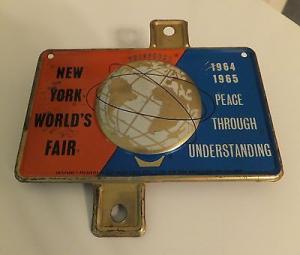 NEW
YORK
WORLD'S
FAIR
1964
1965
PEACE
THROUGH
UNDERSTANDING